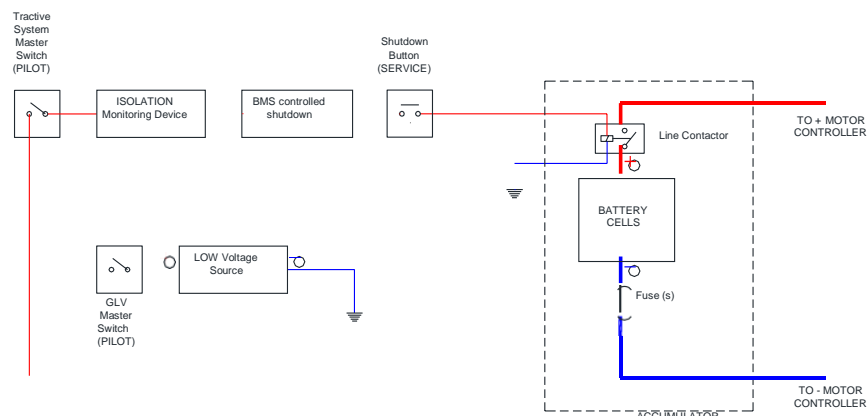 Tractive
System
Master
Switch
(PILOT)
ISOLATION
Monitoring Device
BMS controlled
shutdown
Shutdown
Button
(SERVICE)
Line Contactor
TO + MOTOR
CONTROLLER
BATTERY
CELLS
LOW Voltage
Source
GLV
Master
Switch
(PILOT)
Fuse (s)
TO - MOTOR
CONTROLLER
ACCUMULATOR